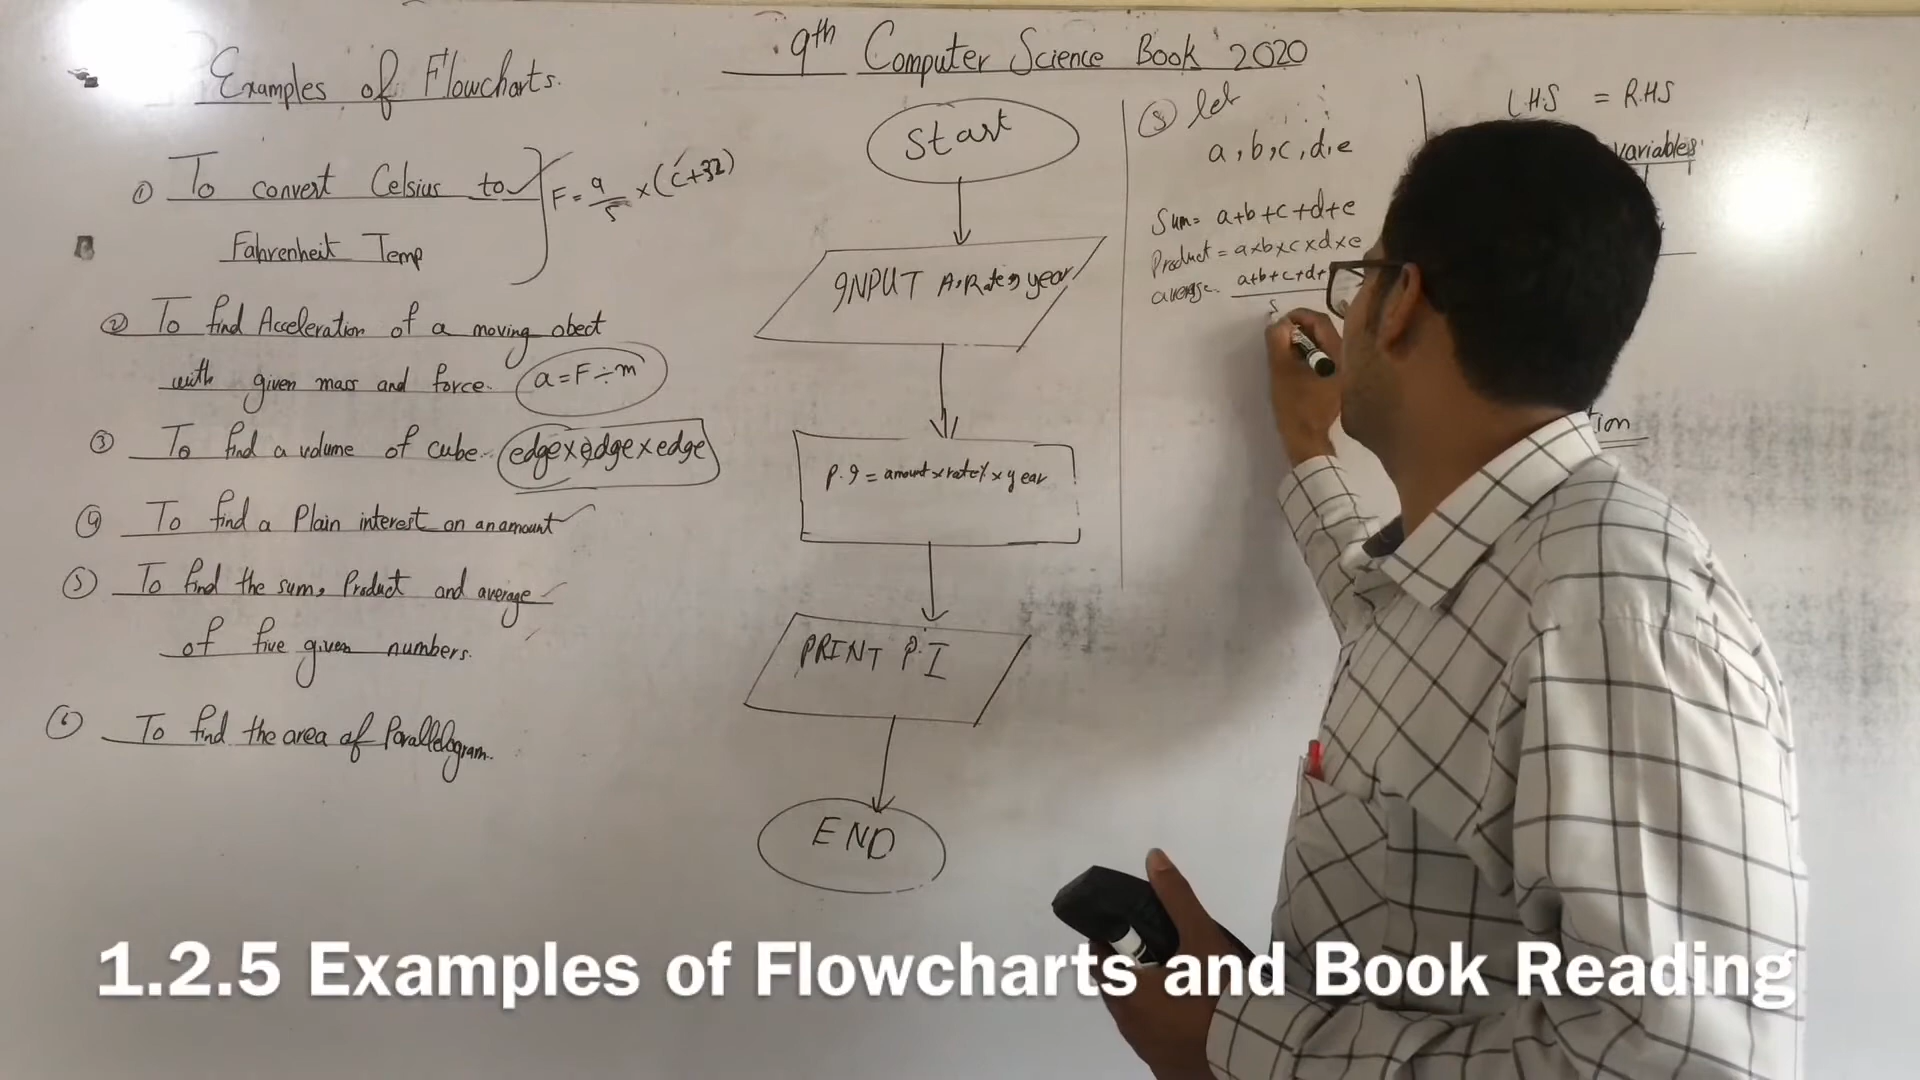 9th Computer Science Book 2020
Examples of Flowcharts.
① To convert Celsius to
Fahrenheit Temp
F = 9/5 × (C+32)
② To find Acceleration of a moving obect
with given mass and force. a = F ÷ m
③ To find a volume of cube. edge×edge×edge
④ To find a Plain interest on an amount
⑤ To find the sum, Product and average
of five given numbers.
⑥ To find the area of Parallelogram.
Start
INPUT A, Rate, year
P.I = amount × rate% × year
PRINT P.I
END
⑤ let
a, b, c, d, e
Sum = a+b+c+d+e
Product = a×b×c×d×e
average = a+b+c+d+
5
L.H.S = R.H.S
variables
tion
1.2.5 Examples of Flowcharts and Book Reading